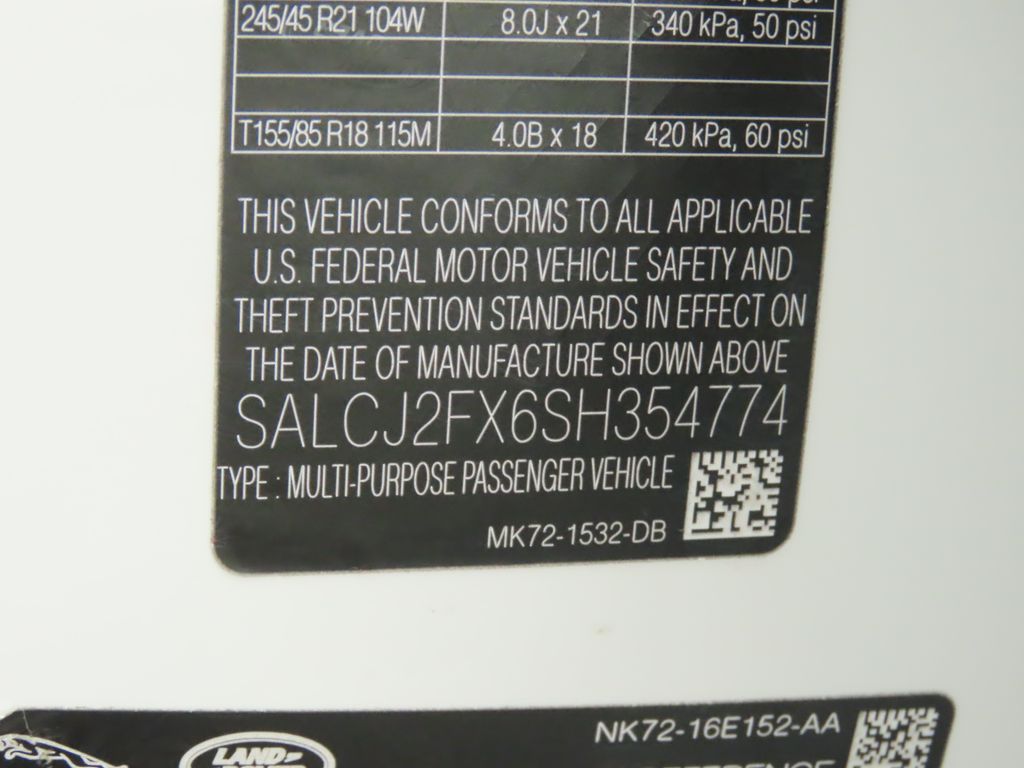 245/45 R21 104W 8.0J x 21 340 kPa, 50 psi
T155/85 R18 115M 4.0B x 18 420 kPa, 60 psi
THIS VEHICLE CONFORMS TO ALL APPLICABLE
U.S. FEDERAL MOTOR VEHICLE SAFETY AND
THEFT PREVENTION STANDARDS IN EFFECT ON
THE DATE OF MANUFACTURE SHOWN ABOVE
SALCJ2FX6SH354774
TYPE : MULTI-PURPOSE PASSENGER VEHICLE
MK72-1532-DB
NK72-16E152-AA
LAND-
ROVER